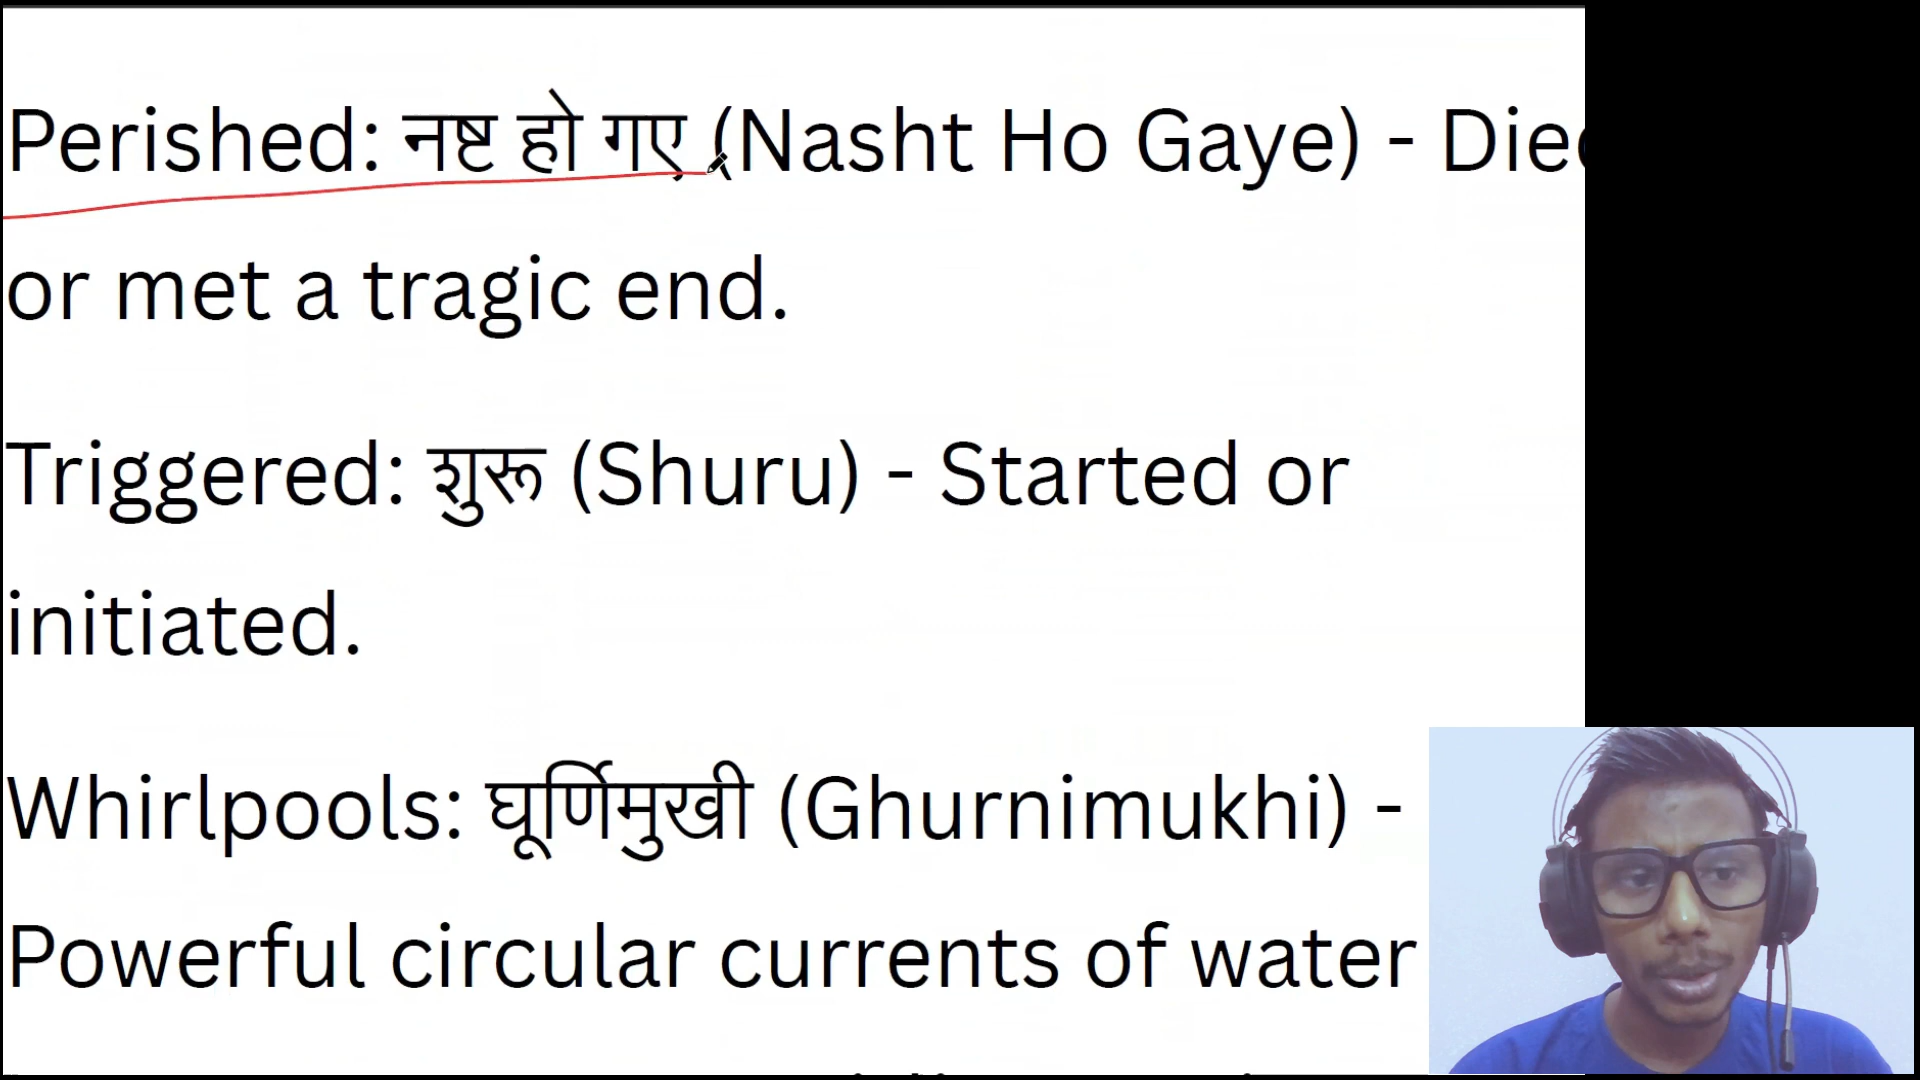 Perished: नष्ट हो गए (Nasht Ho Gaye) - Died
or met a tragic end.
Triggered: शुरू (Shuru) - Started or
initiated.
Whirlpools: घूर्णिमुखी (Ghurnimukhi) -
Powerful circular currents of water